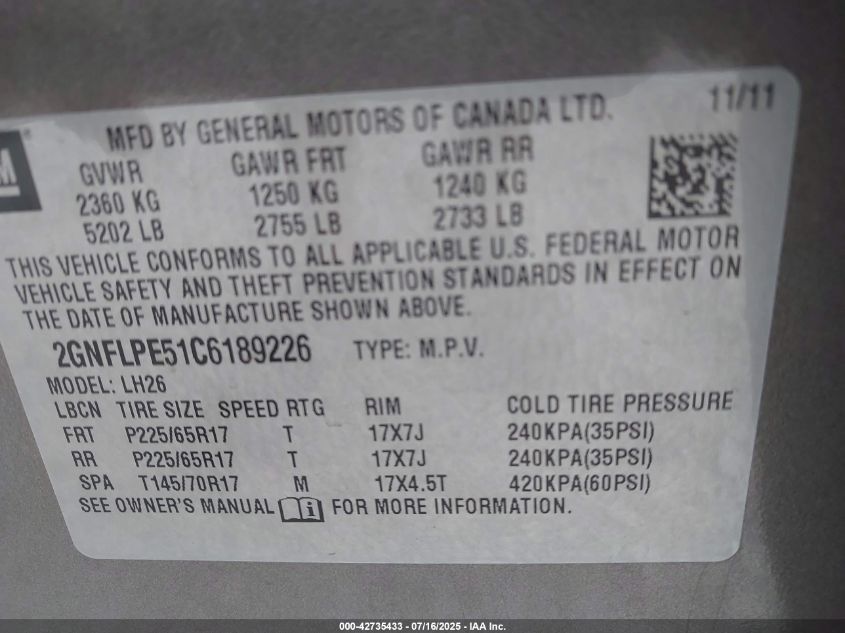 11/11
MFD BY GENERAL MOTORS OF CANADA LTD.
GVWR GAWR FRT GAWR RR
2360 KG 1250 KG 1240 KG
5202 LB 2755 LB 2733 LB
THIS VEHICLE CONFORMS TO ALL APPLICABLE U.S. FEDERAL MOTOR
VEHICLE SAFETY AND THEFT PREVENTION STANDARDS IN EFFECT ON
THE DATE OF MANUFACTURE SHOWN ABOVE.
2GNFLPE51C6189226 TYPE: M.P.V.
MODEL: LH26
LBCN TIRE SIZE SPEED RTG RIM COLD TIRE PRESSURE
FRT P225/65R17 T 17X7J 240KPA(35PSI)
RR P225/65R17 T 17X7J 240KPA(35PSI)
SPA T145/70R17 M 17X4.5T 420KPA(60PSI)
SEE OWNER'S MANUAL FOR MORE INFORMATION.
000-42735433 - 07/16/2025 - IAA Inc.